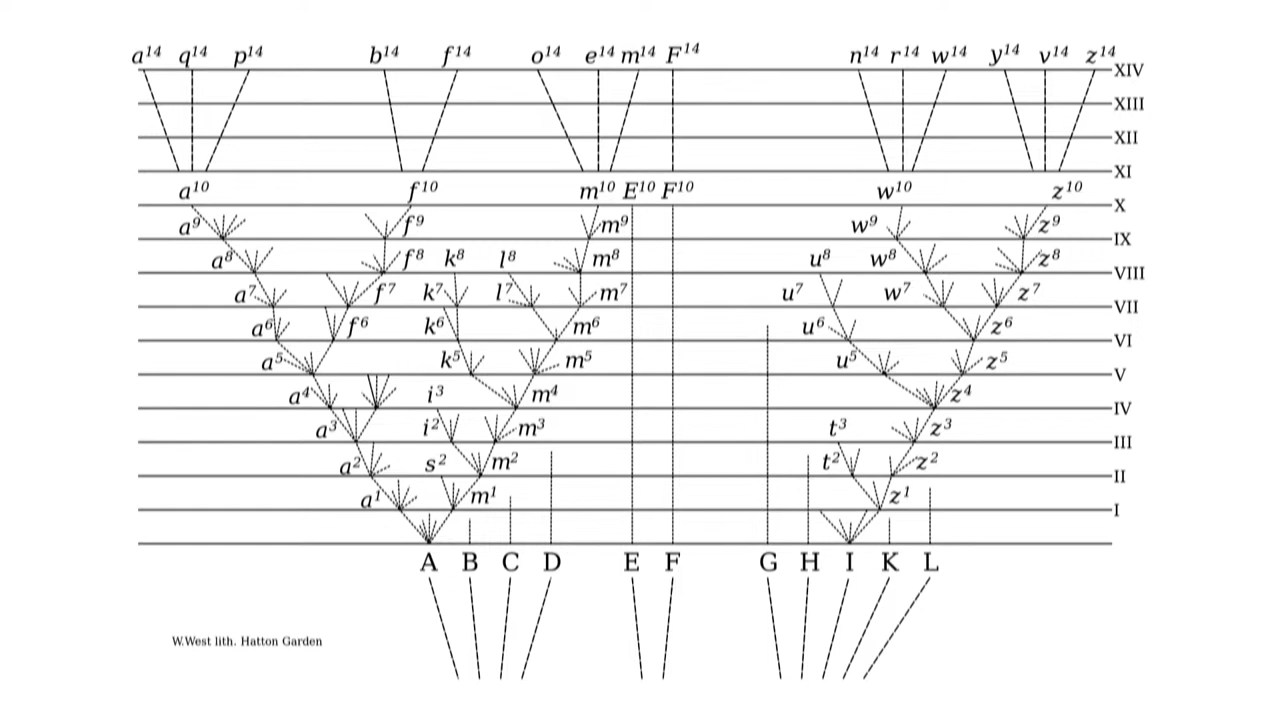 a¹⁴ q¹⁴ p¹⁴ b¹⁴ f¹⁴ o¹⁴ e¹⁴ m¹⁴ F¹⁴ n¹⁴ r¹⁴ w¹⁴ y¹⁴ v¹⁴ z¹⁴
XIV
XIII
XII
XI
a¹⁰ f¹⁰ m¹⁰ E¹⁰ F¹⁰ w¹⁰ z¹⁰
X
a⁹ f⁹ m⁹ w⁹ z⁹
IX
a⁸ f⁸ k⁸ l⁸ m⁸ u⁸ w⁸ z⁸
VIII
a⁷ f⁷ k⁷ l⁷ m⁷ u⁷ w⁷ z⁷
VII
a⁶ f⁶ k⁶ m⁶ u⁶ z⁶
VI
a⁵ k⁵ m⁵ u⁵ z⁵
V
a⁴ i³ m⁴ z⁴
IV
a³ i² m³ t³ z³
III
a² s² m² t² z²
II
a¹ m¹ z¹
I
A B C D E F G H I K L
W.West lith. Hatton Garden